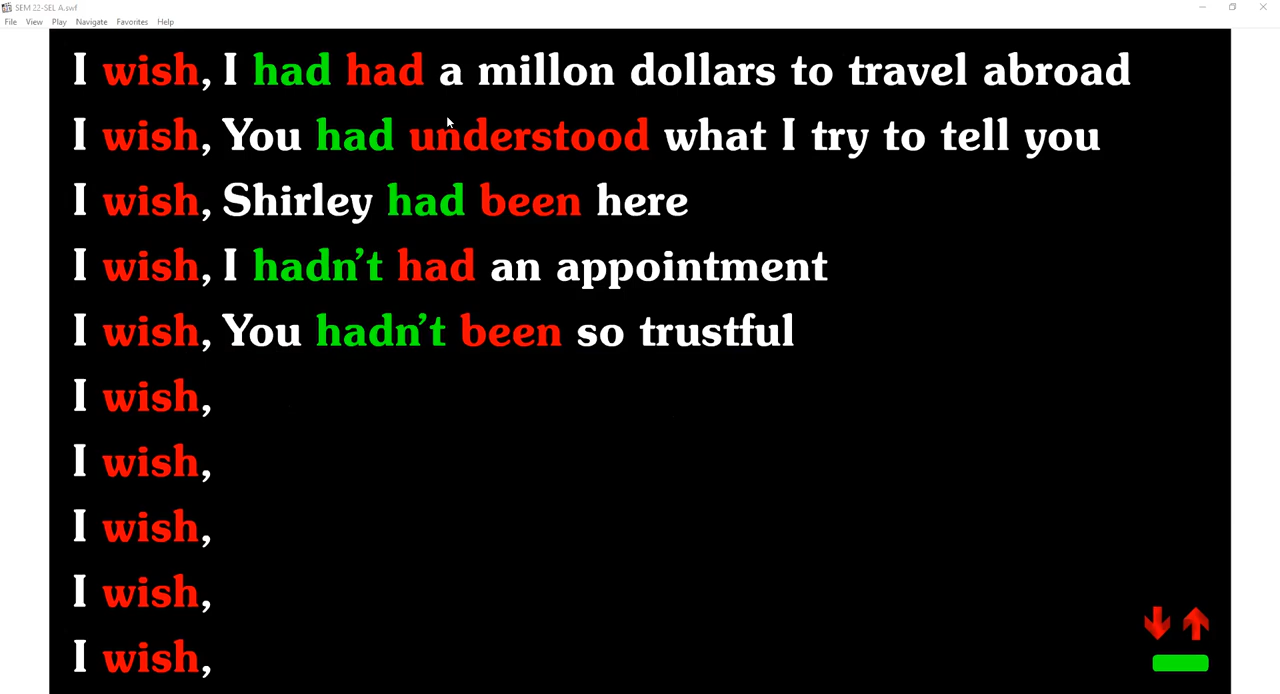 SEM 22-SEL A.swf
File View Play Navigate Favorites Help
I wish, I had had a millon dollars to travel abroad
I wish, You had understood what I try to tell you
I wish, Shirley had been here
I wish, I hadn't had an appointment
I wish, You hadn't been so trustful
I wish,
I wish,
I wish,
I wish,
I wish,